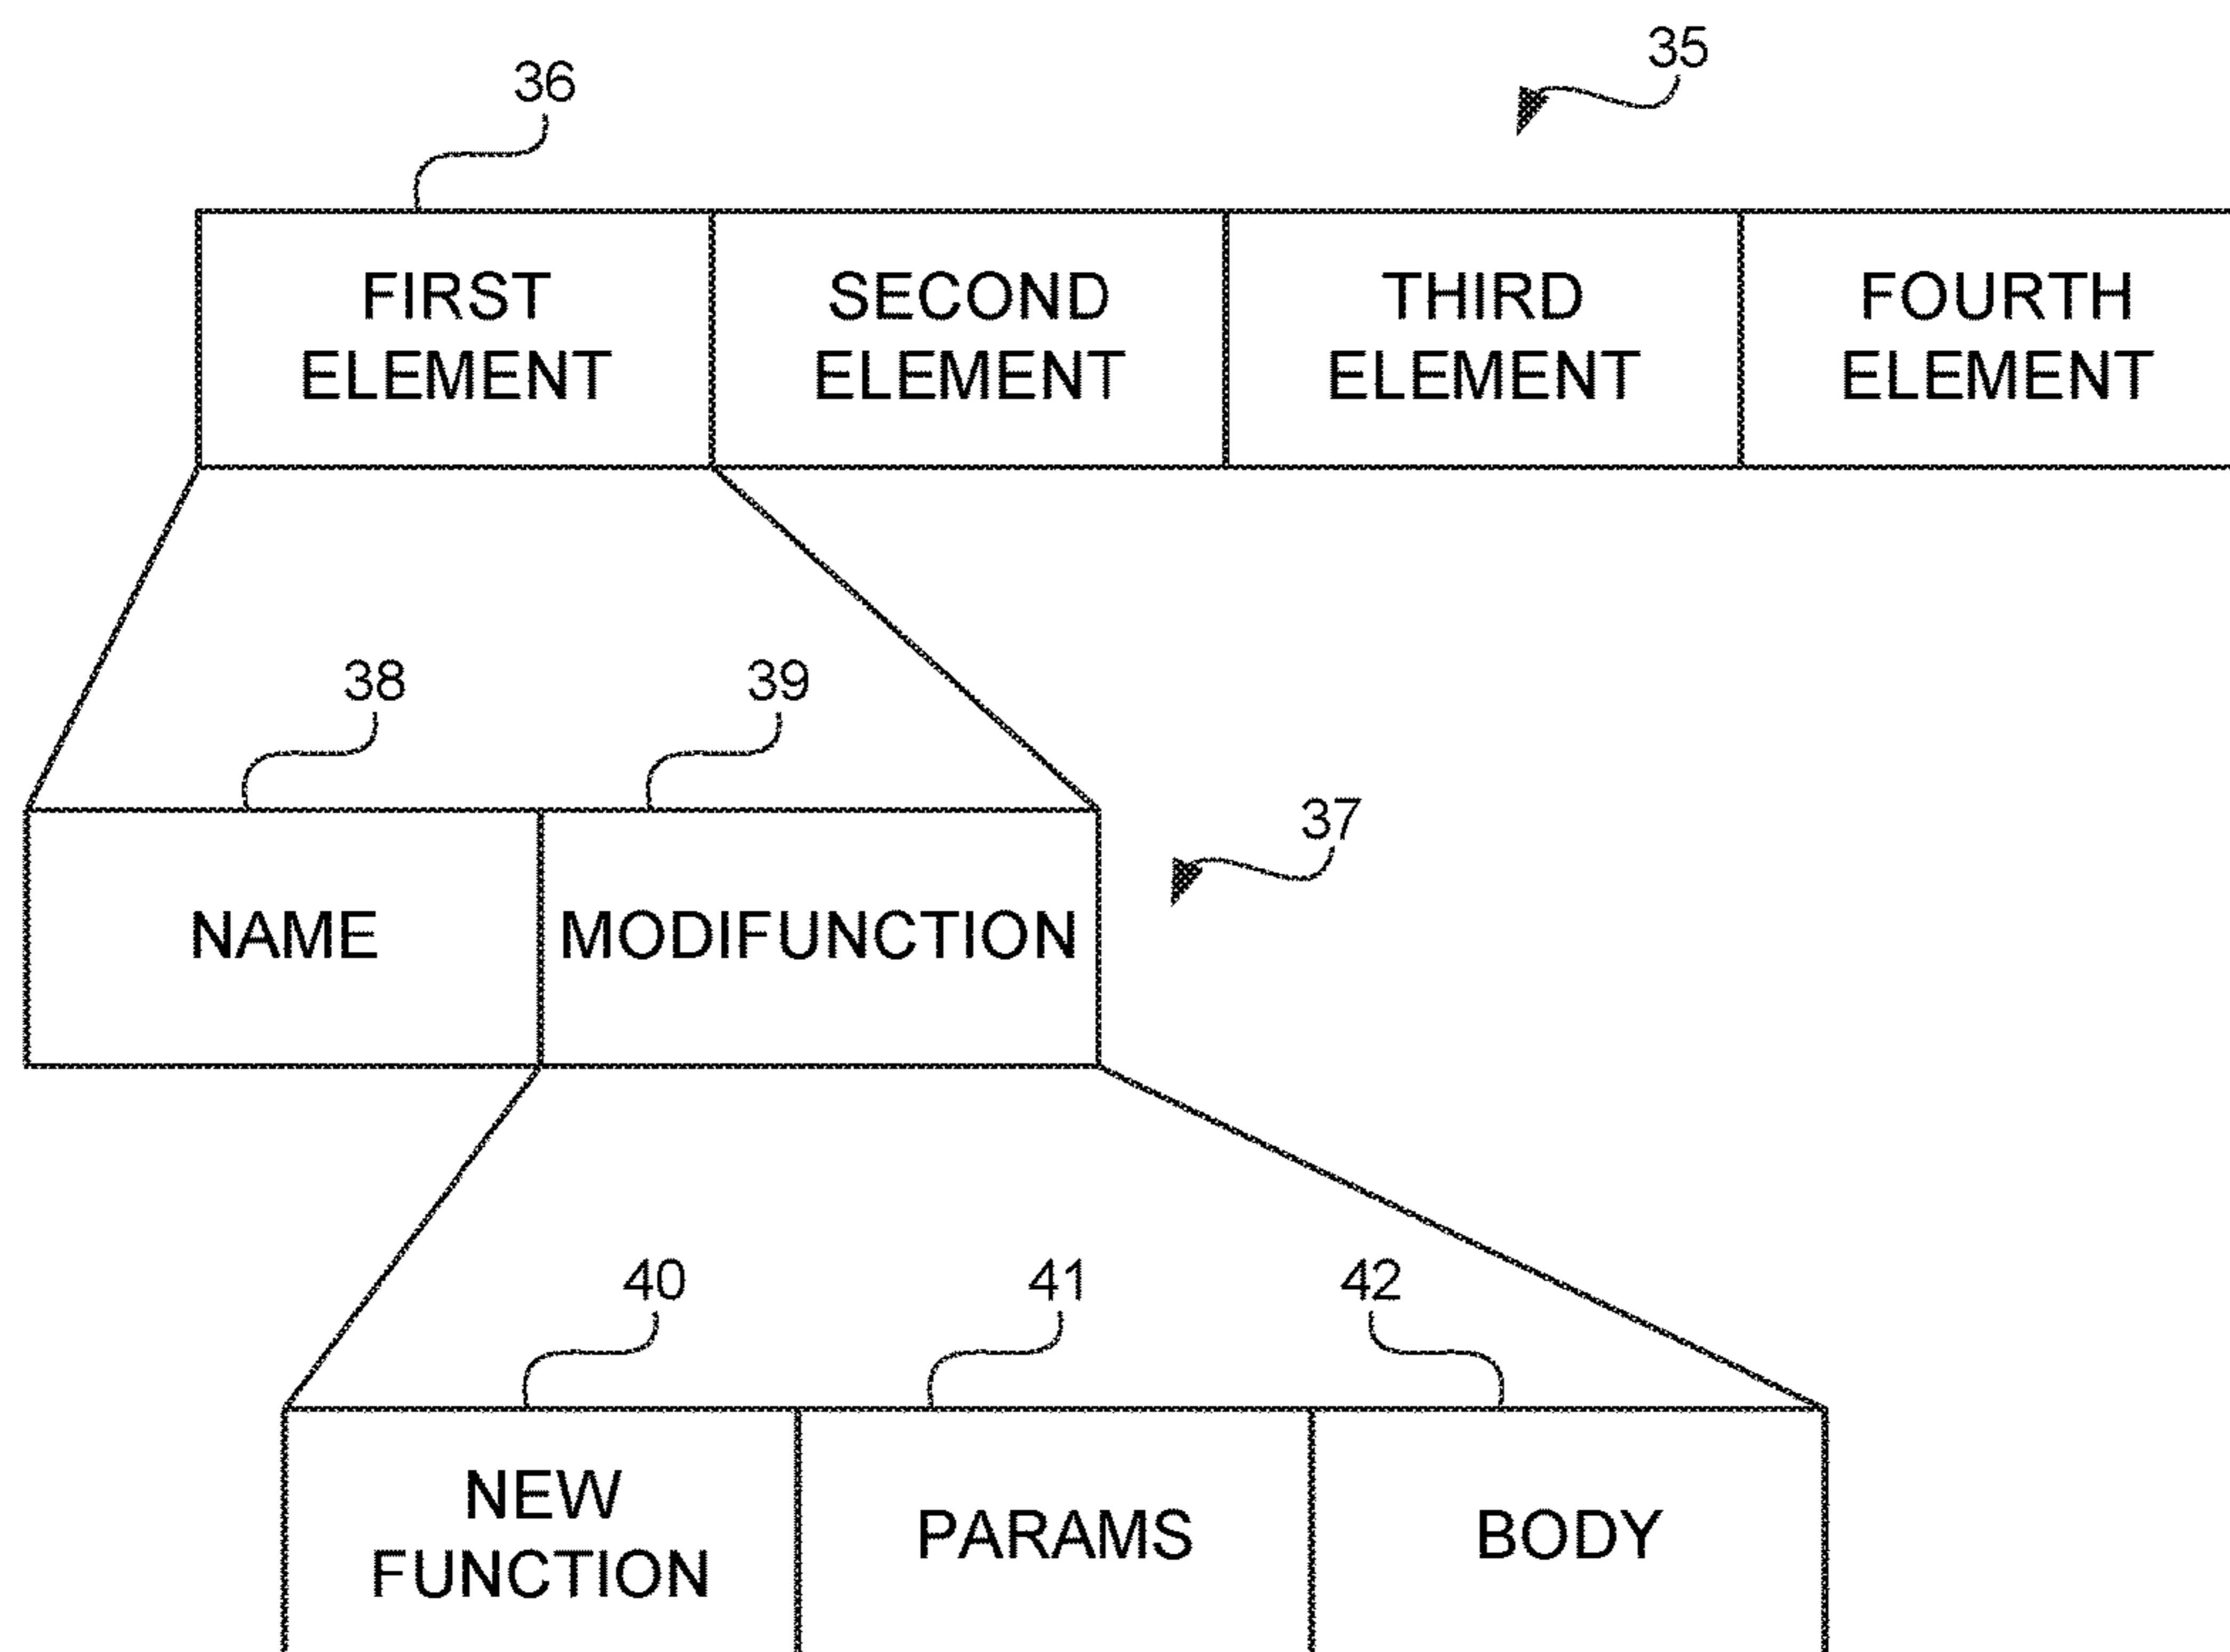 35
36
FIRST
ELEMENT
SECOND
ELEMENT
THIRD
ELEMENT
FOURTH
ELEMENT
38
39
37
NAME
MODIFUNCTION
40
41
42
NEW
FUNCTION
PARAMS
BODY